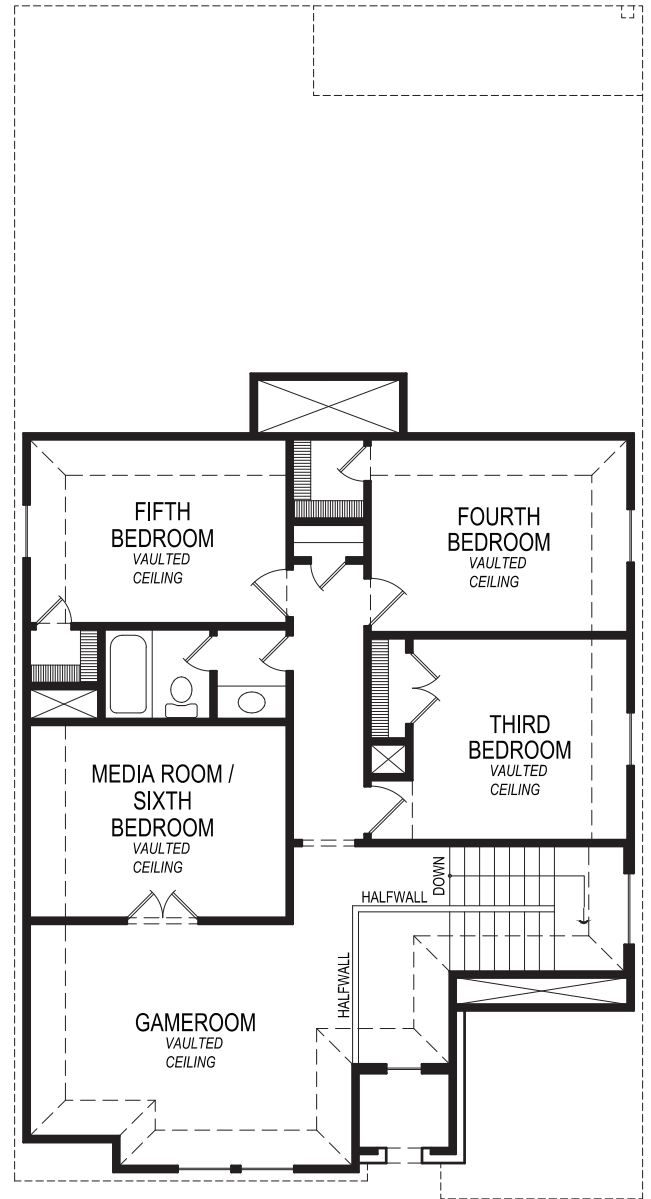 FIFTH
BEDROOM
VAULTED
CEILING
FOURTH
BEDROOM
VAULTED
CEILING
THIRD
BEDROOM
VAULTED
CEILING
MEDIA ROOM /
SIXTH
BEDROOM
VAULTED
CEILING
DOWN
HALFWALL
HALFWALL
GAMEROOM
VAULTED
CEILING